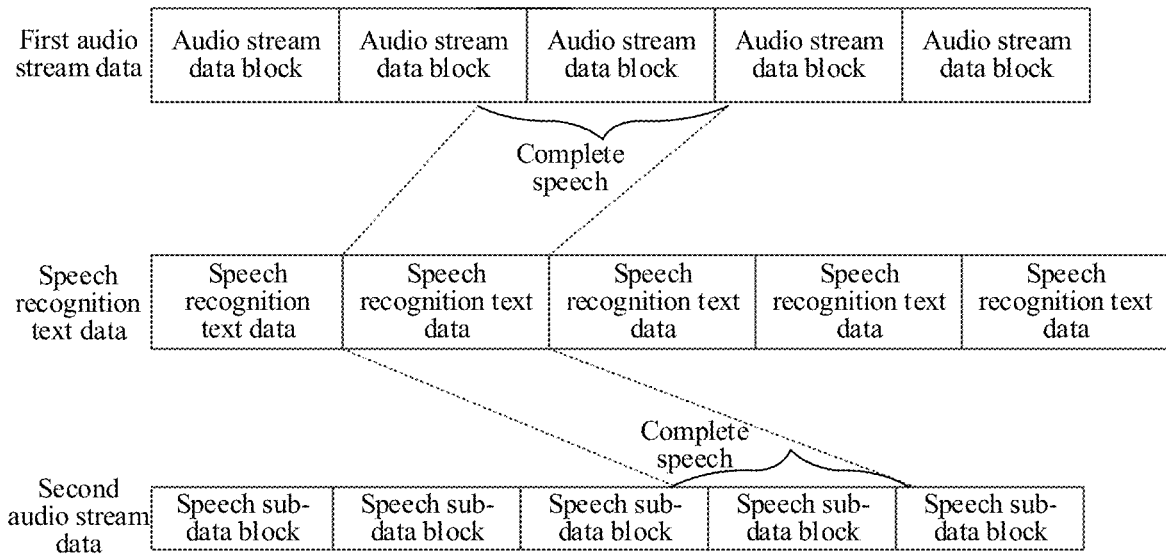 First audio
stream data
Audio stream
data block
Audio stream
data block
Audio stream
data block
Audio stream
data block
Audio stream
data block
Complete
speech
Speech
recognition
text data
Speech
recognition
text data
Speech
recognition text
data
Speech
recognition text
data
Speech
recognition text
data
Speech
recognition text
data
Complete
speech
Second
audio stream
data
Speech sub-
data block
Speech sub-
data block
Speech sub-
data block
Speech sub-
data block
Speech sub-
data block